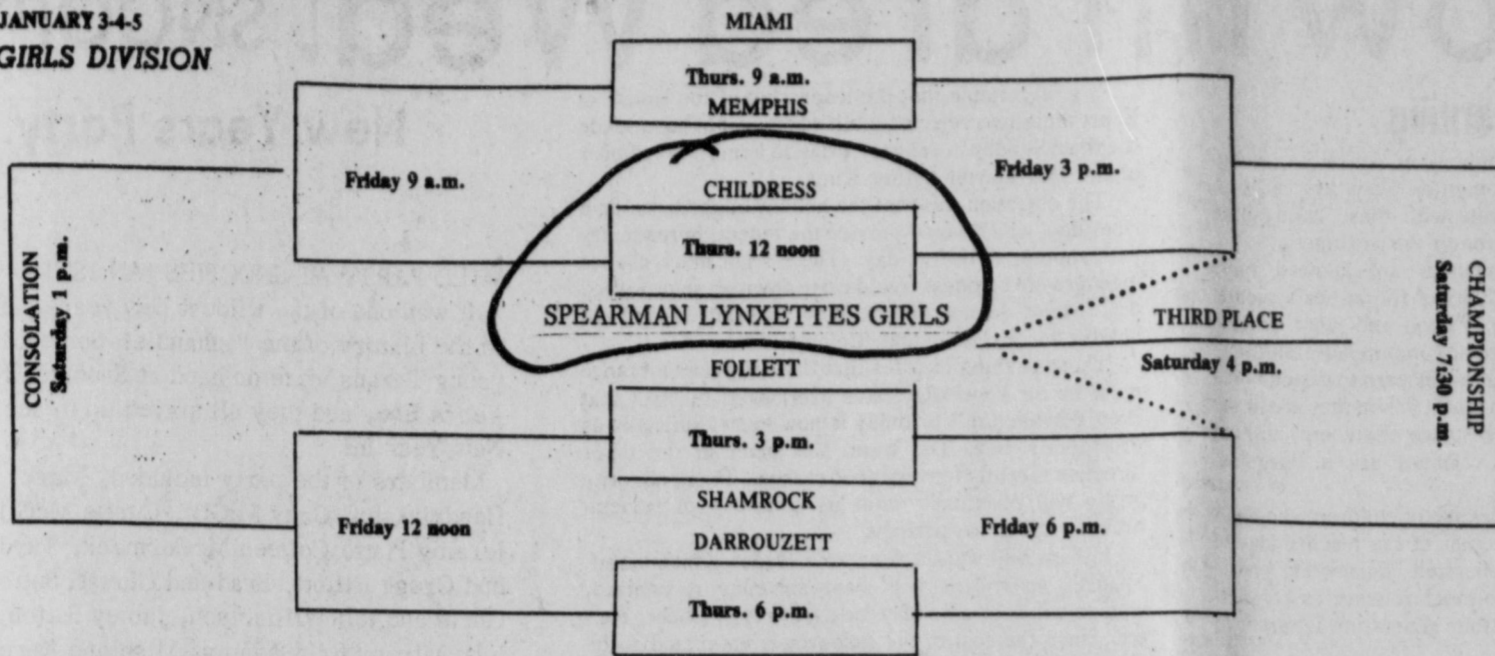 JANUARY 3-4-5
GIRLS DIVISION
MIAMI
Thurs. 9 a.m.
MEMPHIS
Friday 9 a.m.
Friday 3 p.m.
CHILDRESS
Thurs. 12 noon
SPEARMAN LYNXETTES GIRLS
CONSOLATION
Saturday 1 p.m.
THIRD PLACE
Saturday 4 p.m.
CHAMPIONSHIP
Saturday 7:30 p.m.
FOLLETT
Thurs. 3 p.m.
SHAMROCK
Friday 12 noon
Friday 6 p.m.
DARROUZETT
Thurs. 6 p.m.